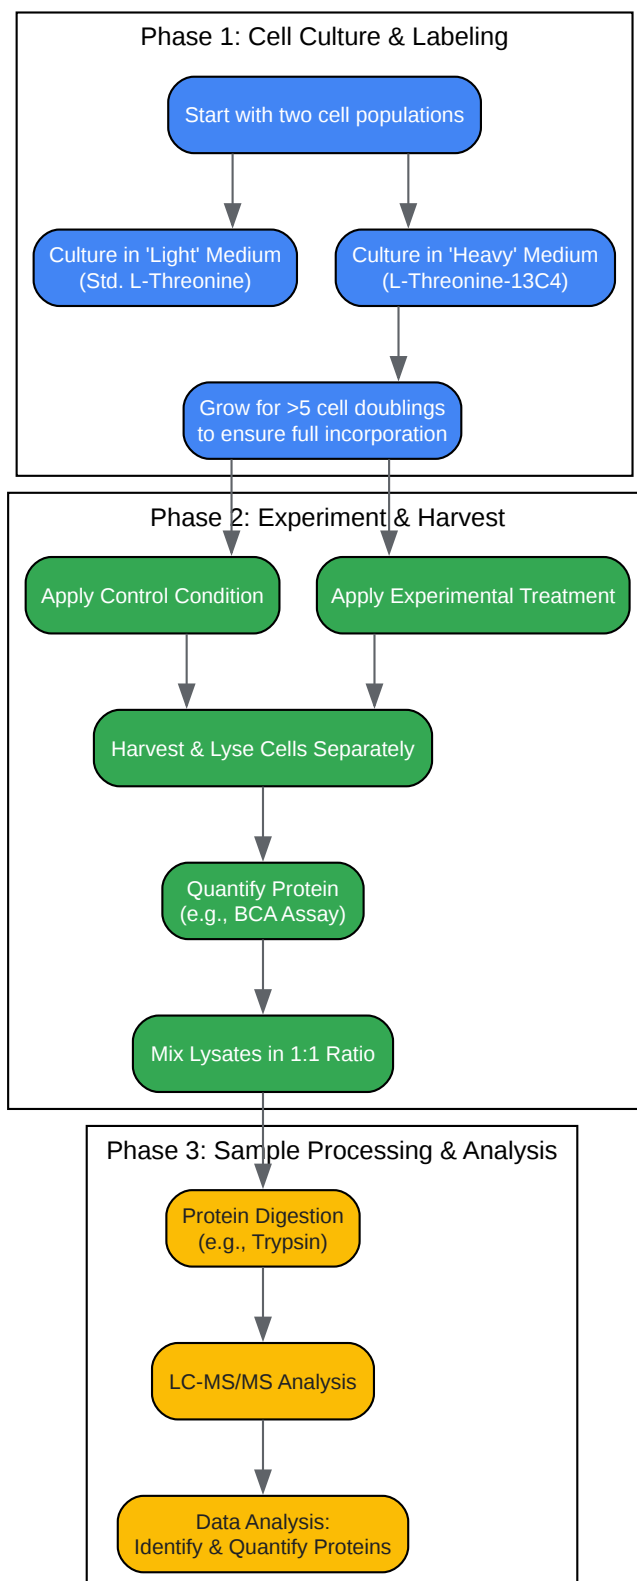 Phase 1: Cell Culture & Labeling
Start with two cell populations
Culture in 'Light' Medium
(Std. L-Threonine)
Culture in 'Heavy' Medium
(L-Threonine-13C4)
Grow for >5 cell doublings
to ensure full incorporation
Phase 2: Experiment & Harvest
Apply Control Condition
Apply Experimental Treatment
Harvest & Lyse Cells Separately
Quantify Protein
(e.g., BCA Assay)
Mix Lysates in 1:1 Ratio
Phase 3: Sample Processing & Analysis
Protein Digestion
(e.g., Trypsin)
LC-MS/MS Analysis
Data Analysis:
Identify & Quantify Proteins